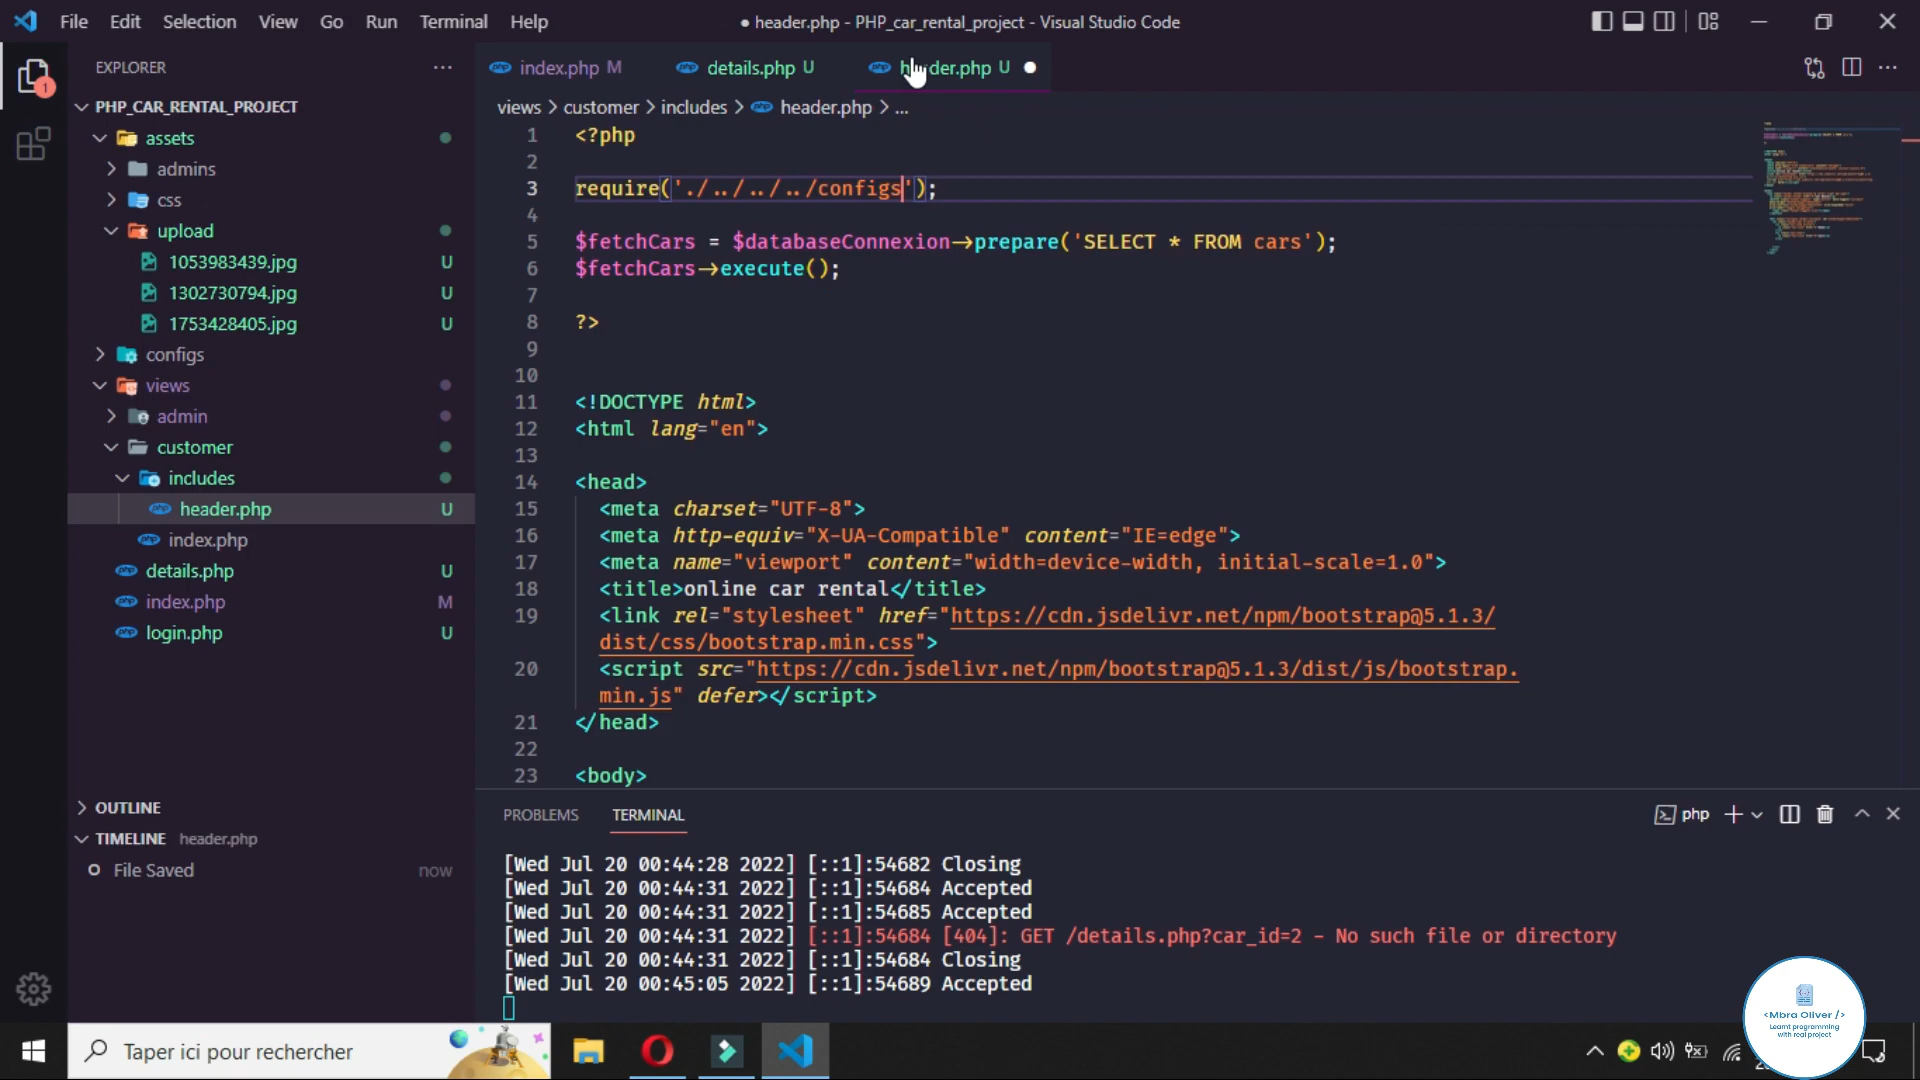 File Edit Selection View Go Run Terminal Help
● header.php - PHP_car_rental_project - Visual Studio Code
EXPLORER
index.php M
details.php U
header.php U
1
PHP_CAR_RENTAL_PROJECT
views > customer > includes > header.php > ...
assets
admins
css
upload
1053983439.jpg U
1302730794.jpg U
1753428405.jpg U
configs
views
admin
customer
includes
header.php U
index.php
details.php U
index.php M
login.php U
OUTLINE
TIMELINE header.php
File Saved now
1 <?php
2
3 require('./../../../configs');
4
5 $fetchCars = $databaseConnexion->prepare('SELECT * FROM cars');
6 $fetchCars->execute();
7
8 ?>
9
10
11 <!DOCTYPE html>
12 <html lang="en">
13
14 <head>
15 <meta charset="UTF-8">
16 <meta http-equiv="X-UA-Compatible" content="IE=edge">
17 <meta name="viewport" content="width=device-width, initial-scale=1.0">
18 <title>online car rental</title>
19 <link rel="stylesheet" href="https://cdn.jsdelivr.net/npm/bootstrap@5.1.3/
dist/css/bootstrap.min.css">
20 <script src="https://cdn.jsdelivr.net/npm/bootstrap@5.1.3/dist/js/bootstrap.
min.js" defer></script>
21 </head>
22
23 <body>
PROBLEMS TERMINAL
php
[Wed Jul 20 00:44:28 2022] [::1]:54682 Closing
[Wed Jul 20 00:44:31 2022] [::1]:54684 Accepted
[Wed Jul 20 00:44:31 2022] [::1]:54685 Accepted
[Wed Jul 20 00:44:31 2022] [::1]:54684 [404]: GET /details.php?car_id=2 - No such file or directory
[Wed Jul 20 00:44:31 2022] [::1]:54684 Closing
[Wed Jul 20 00:45:05 2022] [::1]:54689 Accepted
<Mbra Oliver />
Learnt programming
with real project
Taper ici pour rechercher